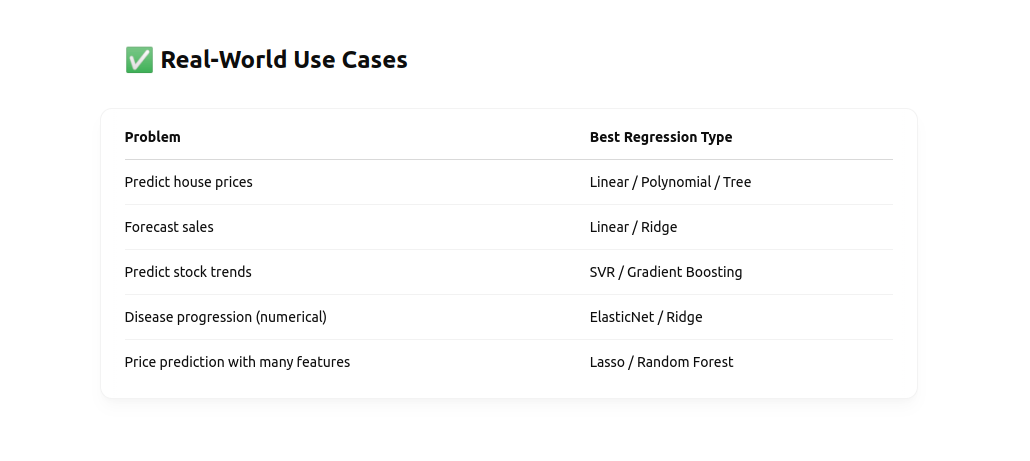 ✅ Real-World Use Cases
Problem Best Regression Type
Predict house prices Linear / Polynomial / Tree
Forecast sales Linear / Ridge
Predict stock trends SVR / Gradient Boosting
Disease progression (numerical) ElasticNet / Ridge
Price prediction with many features Lasso / Random Forest